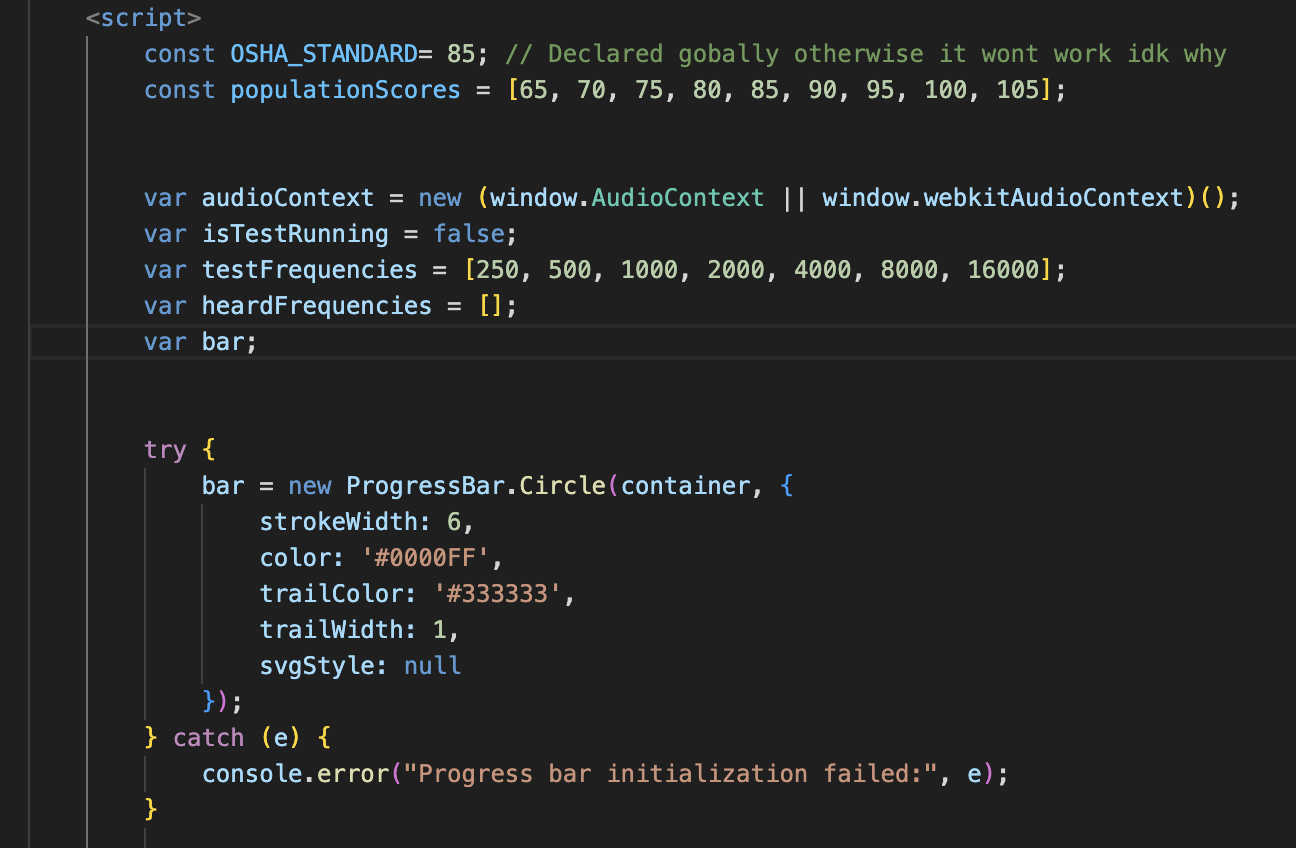 <script>
const OSHA_STANDARD= 85; // Declared gobally otherwise it wont work idk why
const populationScores = [65, 70, 75, 80, 85, 90, 95, 100, 105];
var audioContext = new (window.AudioContext || window.webkitAudioContext)();
var isTestRunning = false;
var testFrequencies = [250, 500, 1000, 2000, 4000, 8000, 16000];
var heardFrequencies = [];
var bar;
try {
bar = new ProgressBar.Circle(container, {
strokeWidth: 6,
color: '#0000FF',
trailColor: '#333333',
trailWidth: 1,
svgStyle: null
});
} catch (e) {
console.error("Progress bar initialization failed:", e);
}